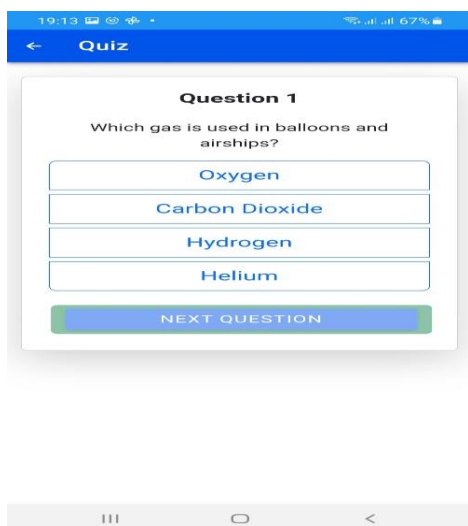 19:13 67%
← Quiz
Question 1
Which gas is used in balloons and
airships?
Oxygen
Carbon Dioxide
Hydrogen
Helium
NEXT QUESTION